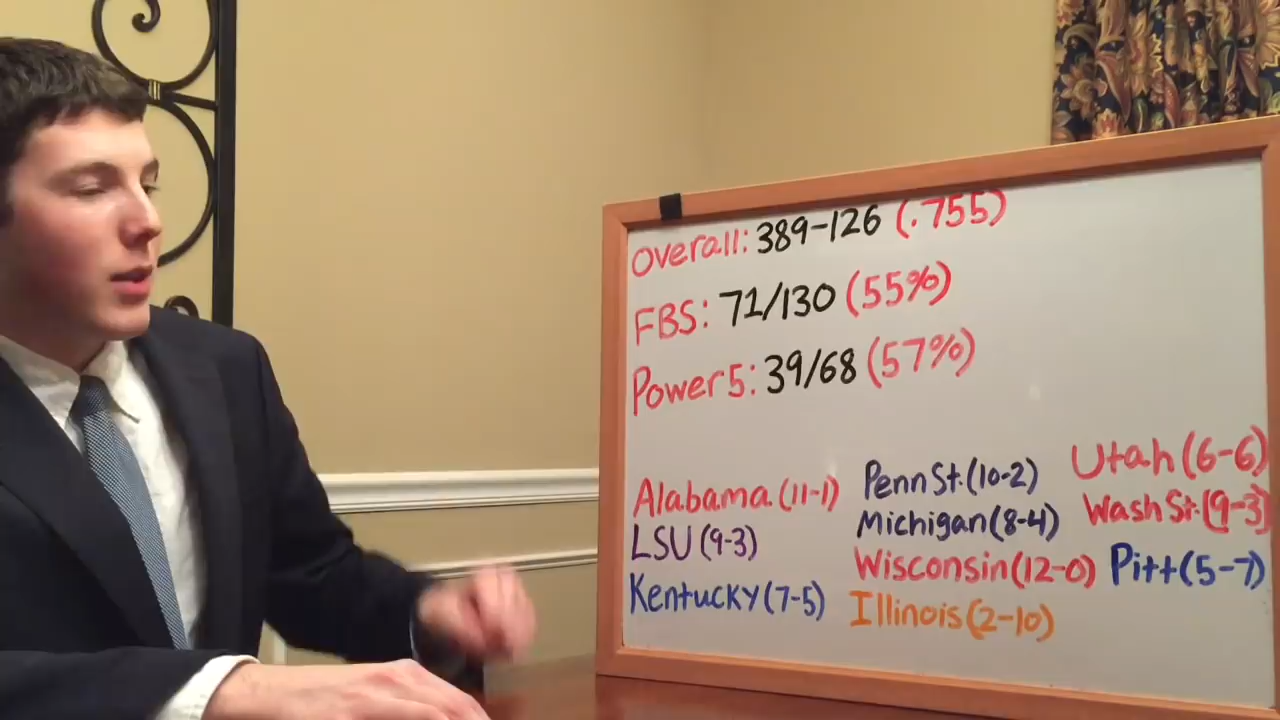 Overall: 389-126 (.755)
FBS: 71/130 (55%)
Power 5: 39/68 (57%)
Alabama (11-1)
LSU (9-3)
Kentucky (7-5)
Penn St. (10-2)
Michigan (8-4)
Wisconsin (12-0)
Illinois (2-10)
Utah (6-6)
Wash St. (9-3)
Pitt (5-7)